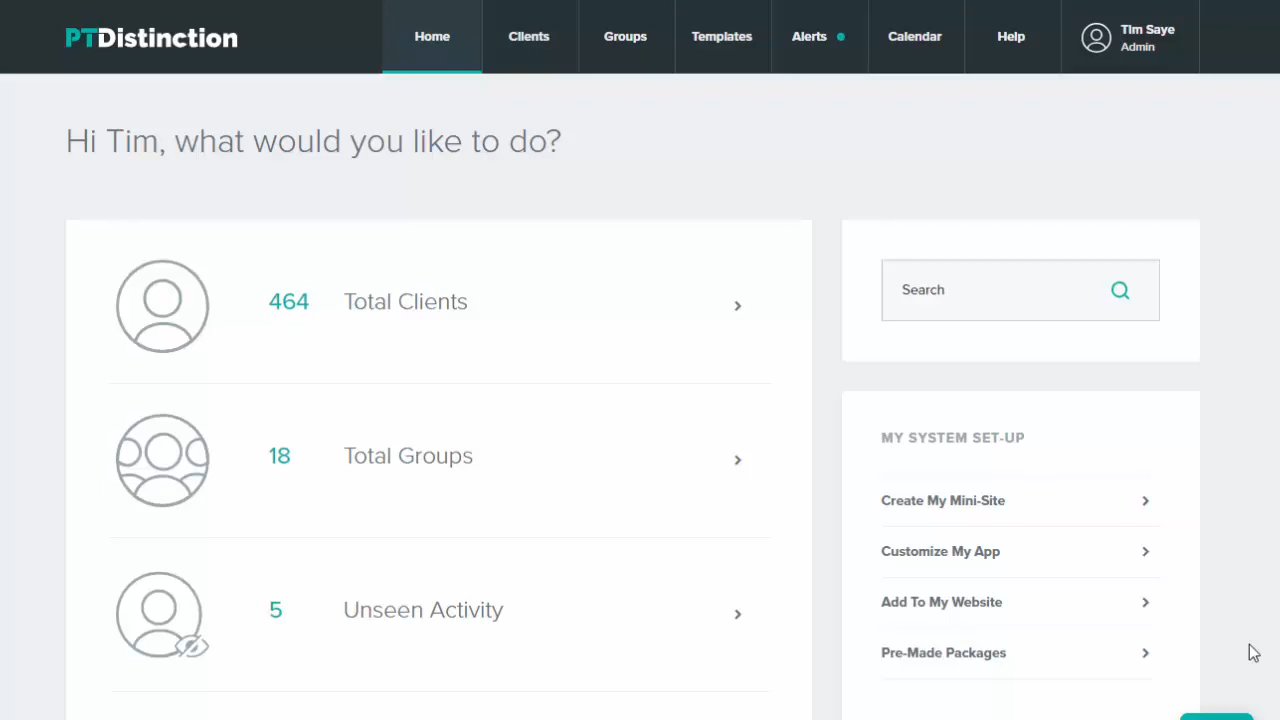 PTDistinction
Home
Clients
Groups
Templates
Alerts
Calendar
Help
Tim Saye
Admin
Hi Tim, what would you like to do?
464 Total Clients
18 Total Groups
5 Unseen Activity
Search
MY SYSTEM SET-UP
Create My Mini-Site
Customize My App
Add To My Website
Pre-Made Packages